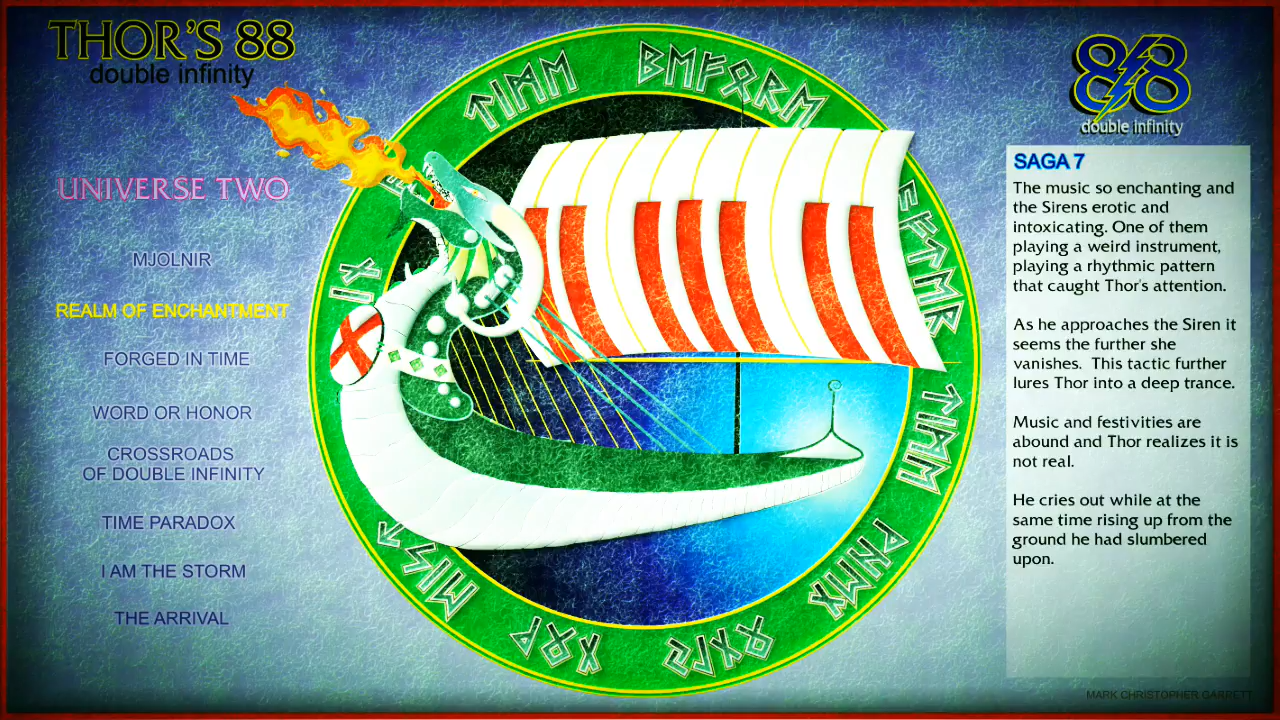 THOR'S 88
double infinity
UNIVERSE TWO
MJOLNIR
REALM OF ENCHANTMENT
FORGED IN TIME
WORD OR HONOR
CROSSROADS
OF DOUBLE INFINITY
TIME PARADOX
I AM THE STORM
THE ARRIVAL
TIME BEFORE
AFTER
TIME
88
double infinity
SAGA 7
The music so enchanting and
the Sirens erotic and
intoxicating. One of them
playing a weird instrument,
playing a rhythmic pattern
that caught Thor's attention.
As he approaches the Siren it
seems the further she
vanishes. This tactic further
lures Thor into a deep trance.
Music and festivities are
abound and Thor realizes it is
not real.
He cries out while at the
same time rising up from the
ground he had slumbered
upon.
MARK CHRISTOPHER GARRETT